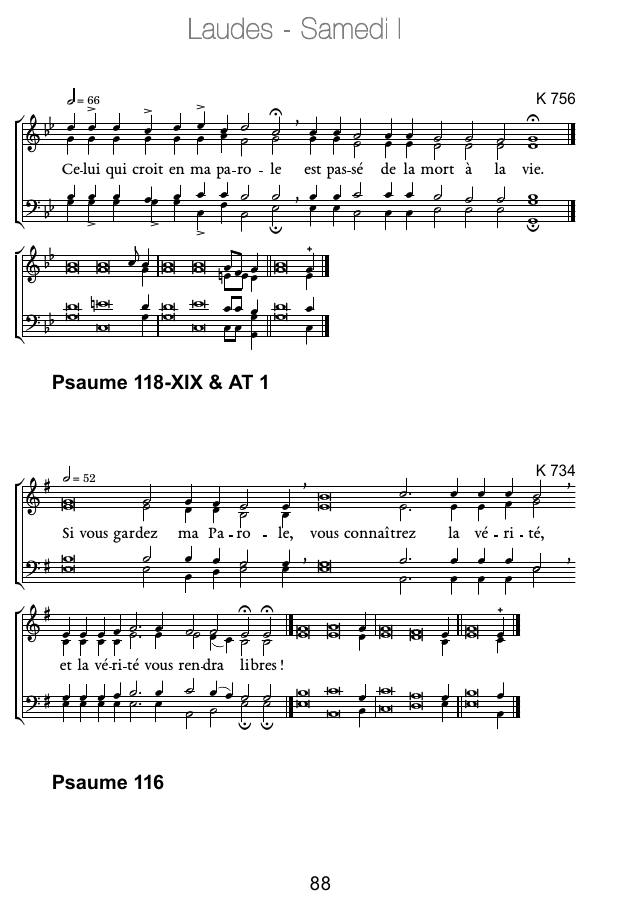 Laudes - Samedi I
= 66
K 756
Ce-lui qui croit en ma pa-ro - le est pas-sé de la mort à la vie.
Psaume 118-XIX & AT 1
= 52
K 734
Si vous gardez ma Pa - ro - le, vous connaîtrez la vé - ri - té,
et la vé-ri-té vous ren-dra libres !
Psaume 116
88